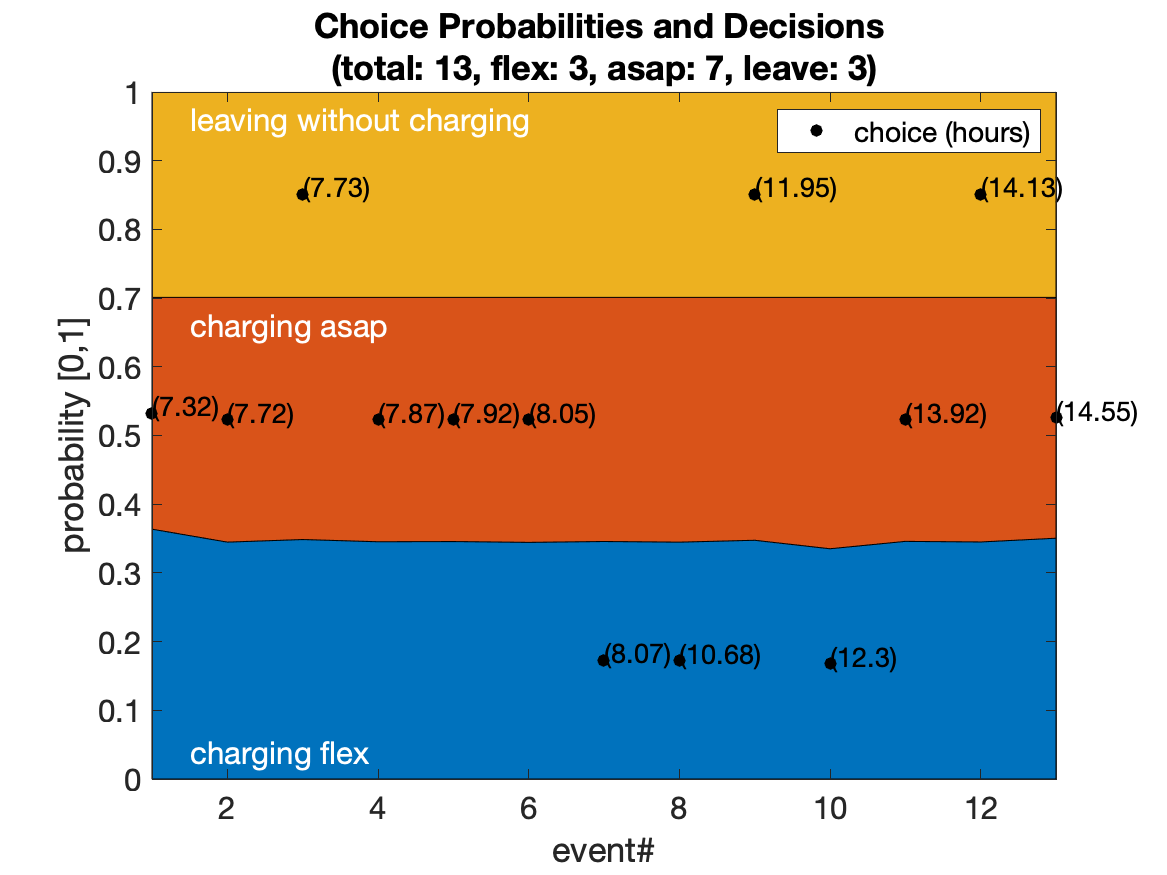 Choice Probabilities and Decisions
(total: 13, flex: 3, asap: 7, leave: 3)
probability [0,1]
1
0.9
0.8
0.7
0.6
0.5
0.4
0.3
0.2
0.1
0
leaving without charging
choice (hours)
(7.73)
(11.95)
(14.13)
charging asap
(7.32)
(7.72)
(7.87)
(7.92)
(8.05)
(13.92)
(14.55)
(8.07)
(10.68)
(12.3)
charging flex
2 4 6 8 10 12
event#